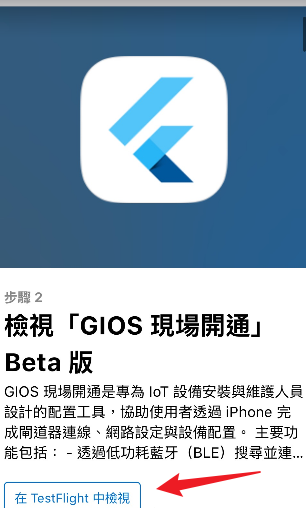 步驟 2
檢視「GIOS 現場開通」
Beta 版
GIOS 現場開通是專為 IoT 設備安裝與維護人員
設計的配置工具，協助使用者透過 iPhone 完
成閘道器連線、網路設定與設備配置。 主要功
能包括： - 透過低功耗藍牙（BLE）搜尋並連...
在 TestFlight 中檢視